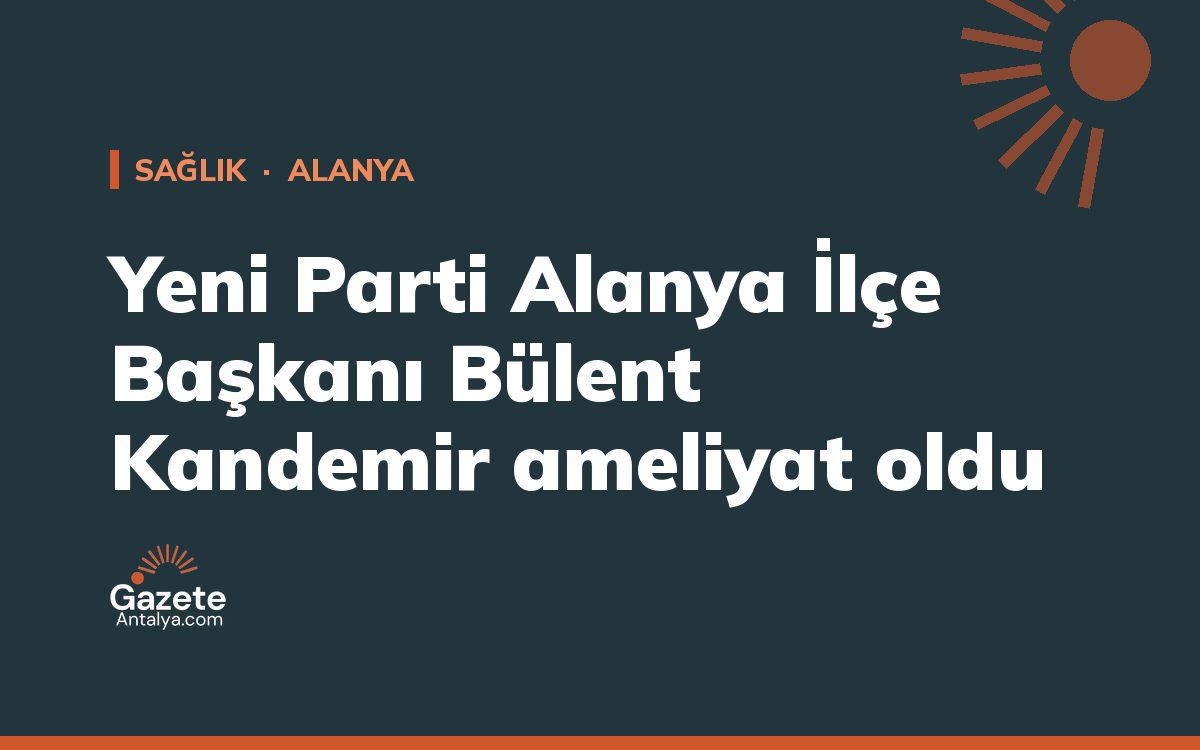 SAĞLIK · ALANYA
Yeni Parti Alanya İlçe
Başkanı Bülent
Kandemir ameliyat oldu
Gazete
Antalya.com